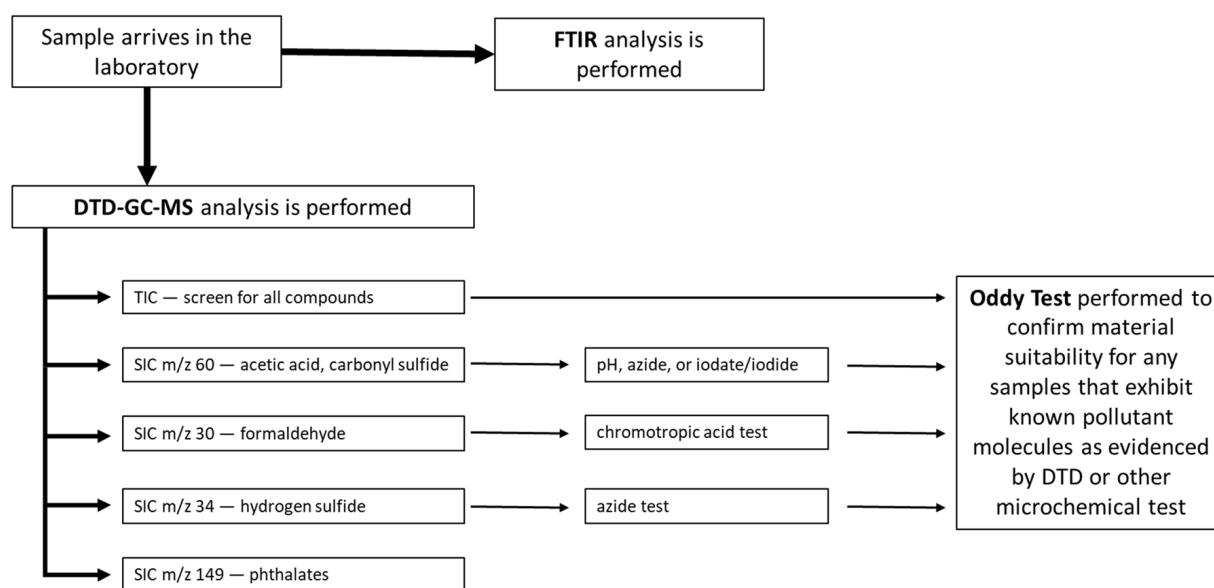 Sample arrives in the
laboratory
FTIR analysis is
performed
DTD-GC-MS analysis is performed
TIC — screen for all compounds
SIC m/z 60 — acetic acid, carbonyl sulfide
pH, azide, or iodate/iodide
SIC m/z 30 — formaldehyde
chromotropic acid test
SIC m/z 34 — hydrogen sulfide
azide test
SIC m/z 149 — phthalates
Oddy Test performed to
confirm material
suitability for any
samples that exhibit
known pollutant
molecules as evidenced
by DTD or other
microchemical test